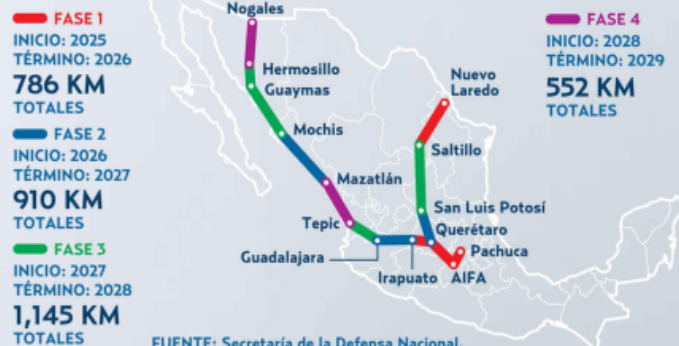 FASE 1
INICIO: 2025
TÉRMINO: 2026
786 KM
TOTALES
FASE 2
INICIO: 2026
TÉRMINO: 2027
910 KM
TOTALES
FASE 3
INICIO: 2027
TÉRMINO: 2028
1,145 KM
TOTALES
FASE 4
INICIO: 2028
TÉRMINO: 2029
552 KM
TOTALES
Nogales
Hermosillo
Guaymas
Mochis
Mazatlán
Tepic
Guadalajara
Irapuato
Nuevo
Laredo
Saltillo
San Luis Potosí
Querétaro
Pachuca
AIFA
FUENTE: Secretaría de la Defensa Nacional.